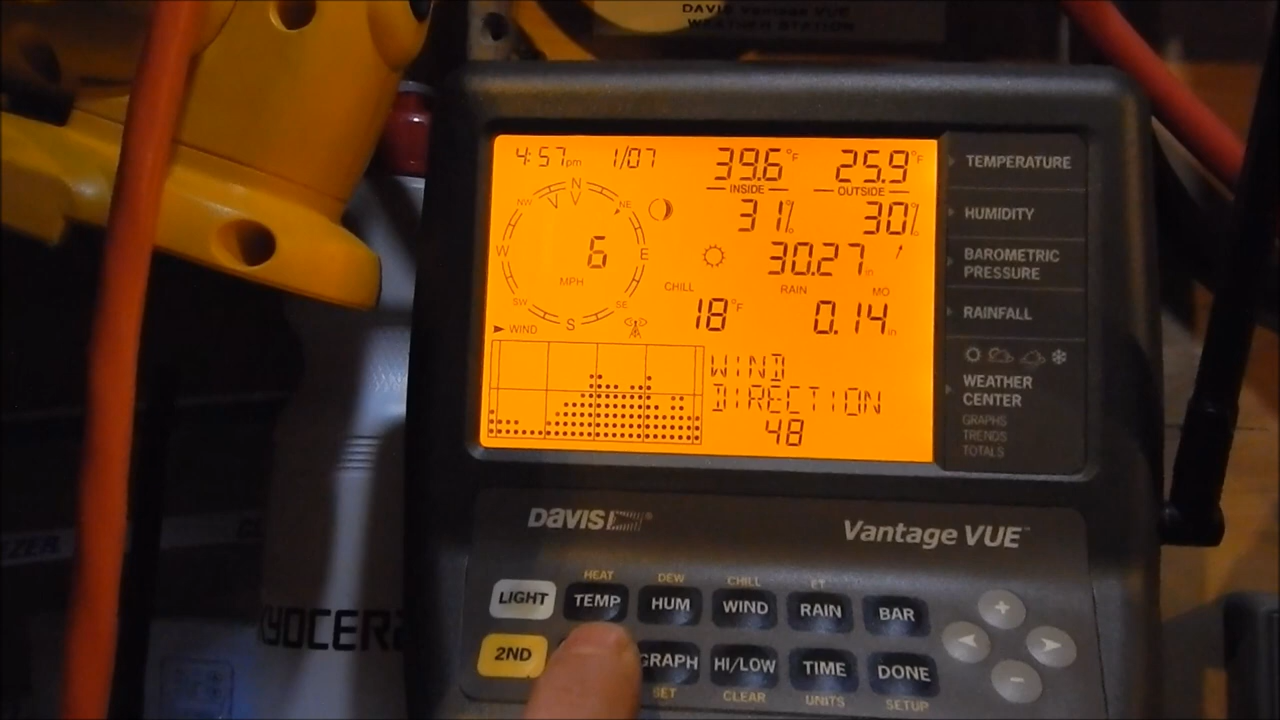 DAVIS Vantage VUE
WEATHER STATION
4:57pm 1/07 39.6°F 25.9°F
INSIDE OUTSIDE
31% 30%
N
NW NE
W E
SW SE
S
6
MPH
30.27 in
CHILL RAIN MO
18°F 0.14 in
WIND
WIND
DIRECTION
48
TEMPERATURE
HUMIDITY
BAROMETRIC
PRESSURE
RAINFALL
WEATHER
CENTER
GRAPHS
TRENDS
TOTALS
DAVIS
Vantage VUE™
HEAT DEW CHILL ET
LIGHT TEMP HUM WIND RAIN BAR
+
-
2ND GRAPH HI/LOW TIME DONE
SET CLEAR UNITS SETUP